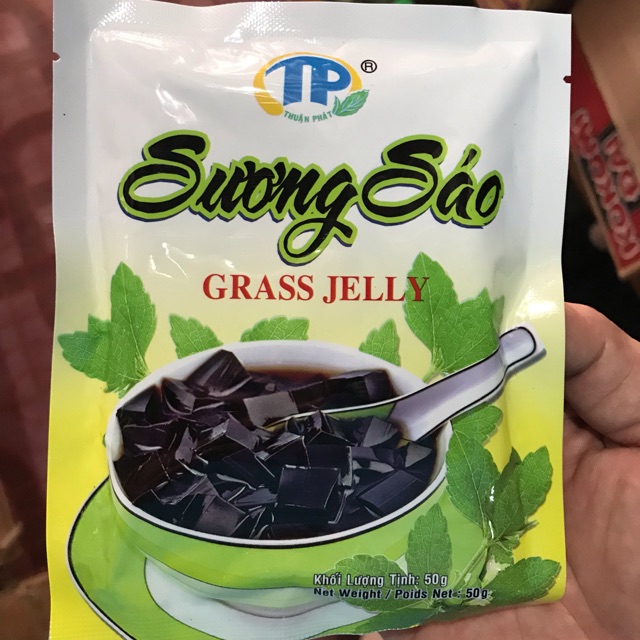 TP®
THUẬN PHÁT
Sương Sáo
GRASS JELLY
Khối Lượng Tịnh: 50g
Net Weight / Poids Net : 50g